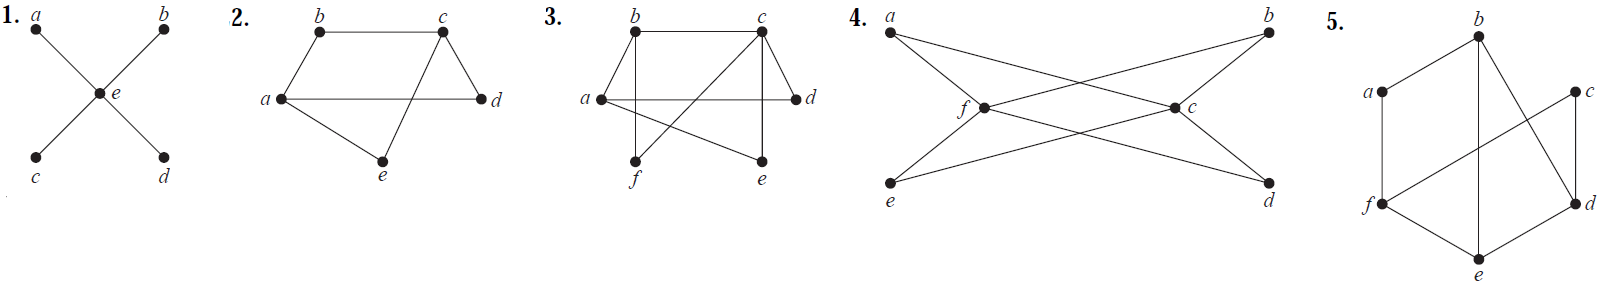 1. a b e c d
2. b c a d e
3. b c a d f e
4. a b f c e d
5. b a c f d e